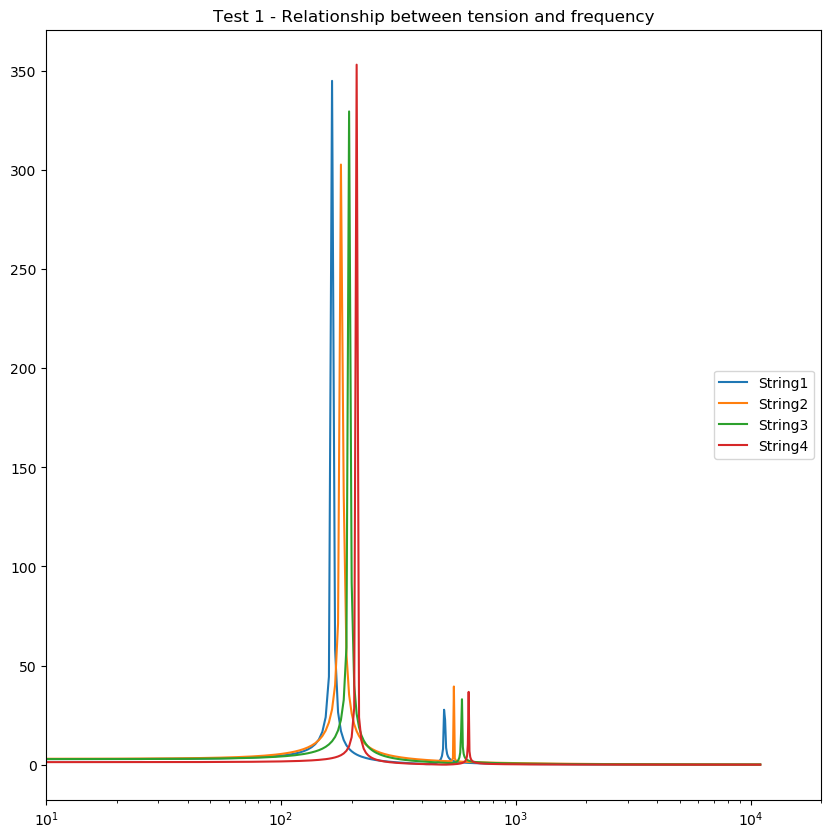 Test 1 - Relationship between tension and frequency
350
300
250
200
150
100
50
0
String1
String2
String3
String4
10¹ 10² 10³ 10⁴